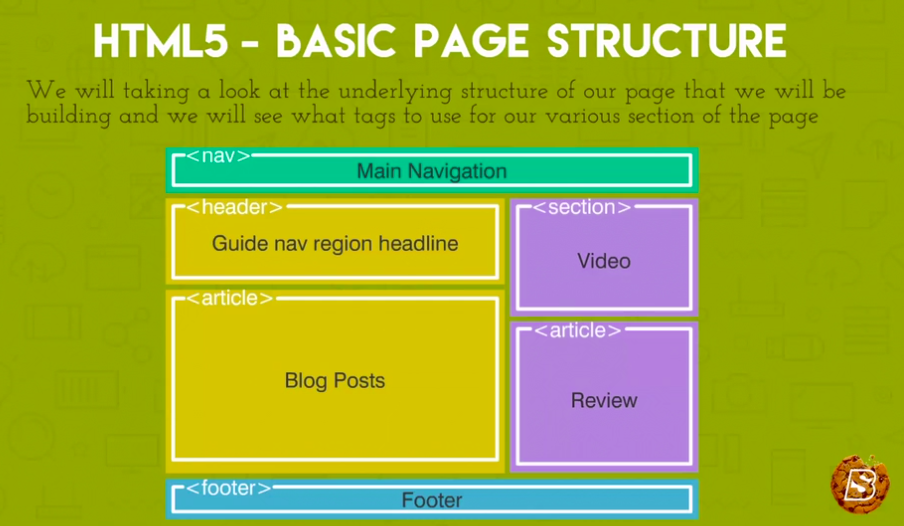 HTML5 - BASIC PAGE STRUCTURE
We will taking a look at the underlying structure of our page that we will be
building and we will see what tags to use for our various section of the page
<nav>
Main Navigation
<header>
Guide nav region headline
<section>
Video
<article>
Blog Posts
<article>
Review
<footer>
Footer
B